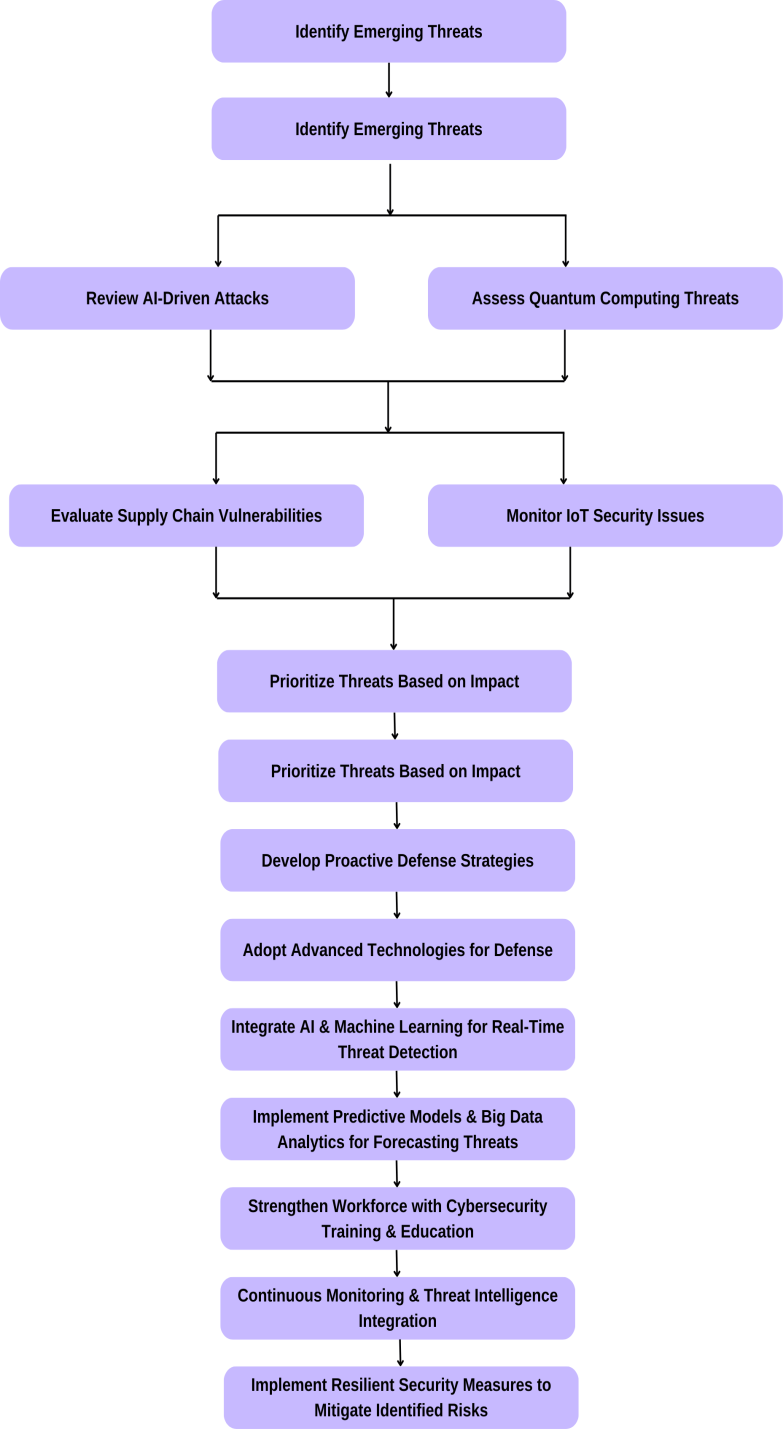 Identify Emerging Threats
Identify Emerging Threats
Review AI-Driven Attacks
Assess Quantum Computing Threats
Evaluate Supply Chain Vulnerabilities
Monitor IoT Security Issues
Prioritize Threats Based on Impact
Prioritize Threats Based on Impact
Develop Proactive Defense Strategies
Adopt Advanced Technologies for Defense
Integrate AI & Machine Learning for Real-Time
Threat Detection
Implement Predictive Models & Big Data
Analytics for Forecasting Threats
Strengthen Workforce with Cybersecurity
Training & Education
Continuous Monitoring & Threat Intelligence
Integration
Implement Resilient Security Measures to
Mitigate Identified Risks